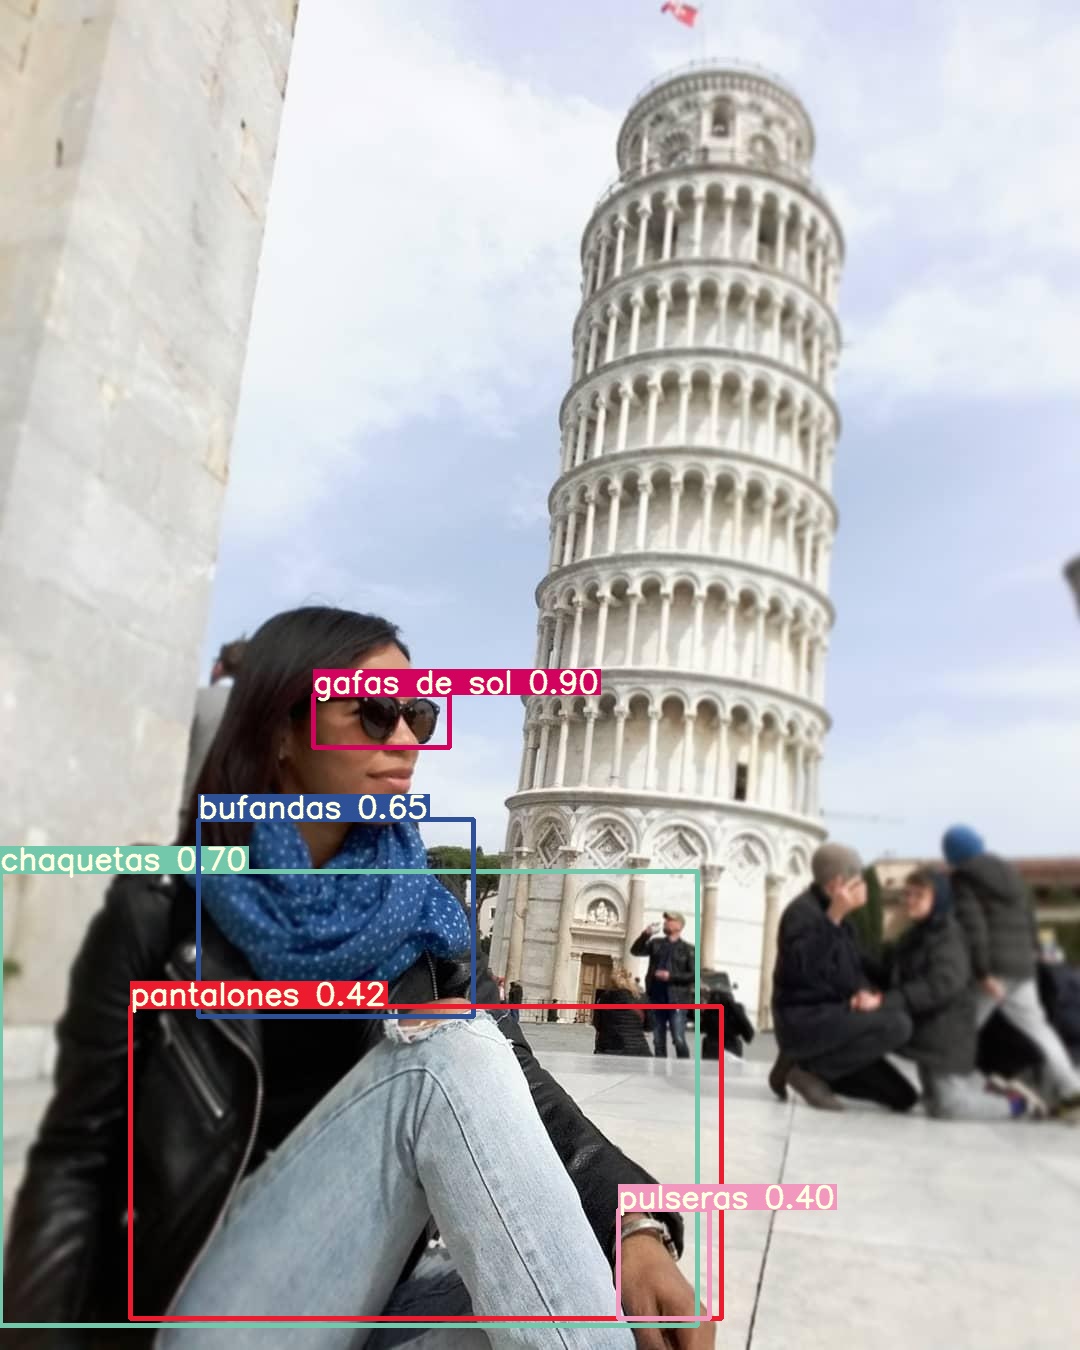 gafas de sol 0.90
bufandas 0.65
chaquetas 0.70
pantalones 0.42
pulseras 0.40